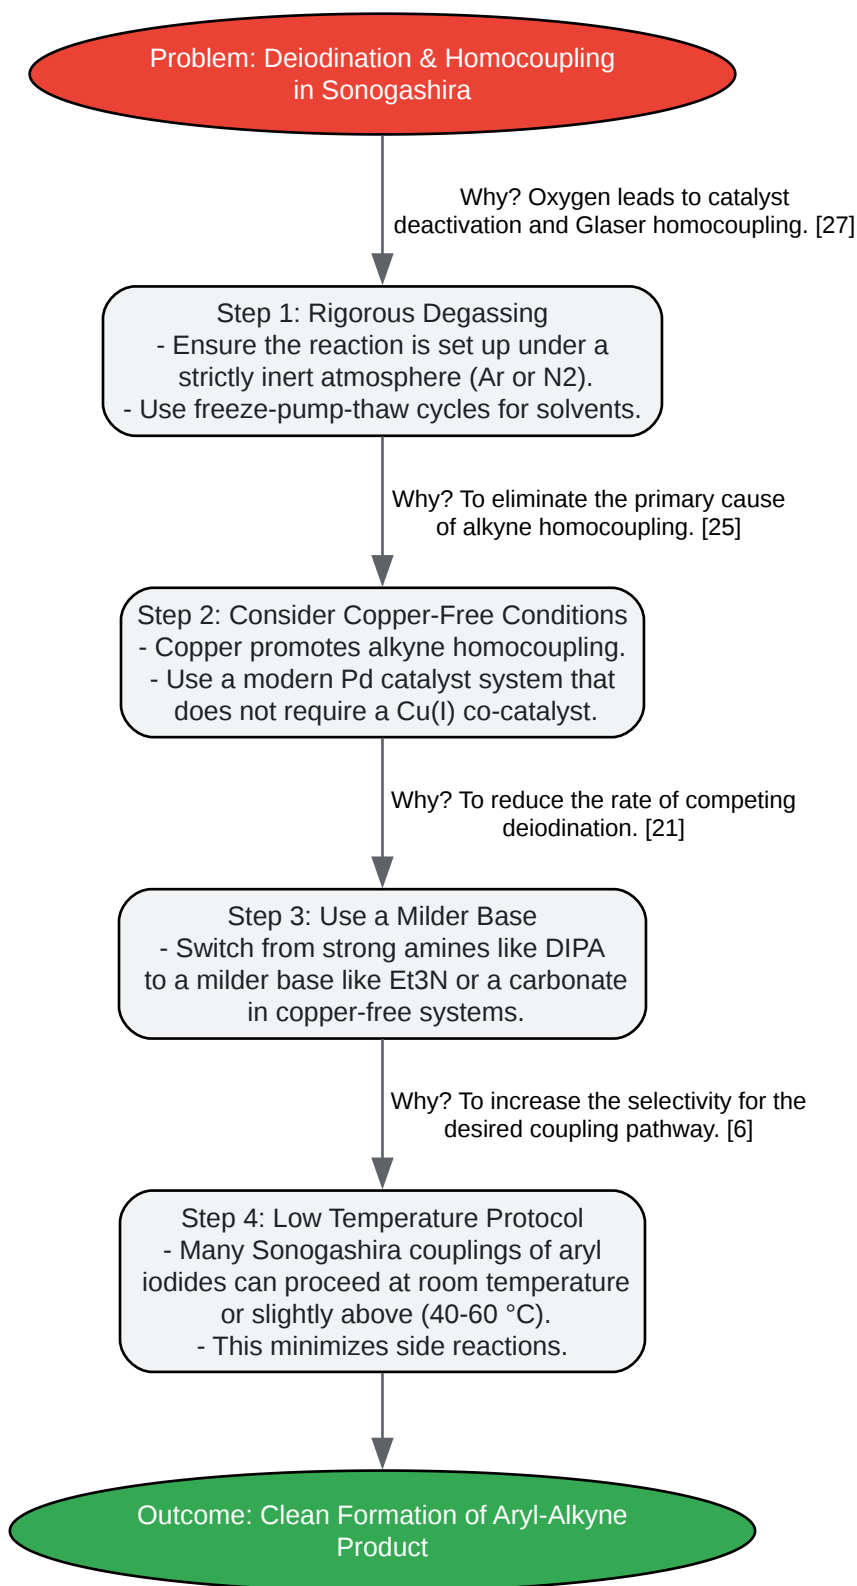 Problem: Deiodination & Homocoupling
in Sonogashira
Why? Oxygen leads to catalyst
deactivation and Glaser homocoupling. [27]
Step 1: Rigorous Degassing
- Ensure the reaction is set up under a
strictly inert atmosphere (Ar or N2).
- Use freeze-pump-thaw cycles for solvents.
Why? To eliminate the primary cause
of alkyne homocoupling. [25]
Step 2: Consider Copper-Free Conditions
- Copper promotes alkyne homocoupling.
- Use a modern Pd catalyst system that
does not require a Cu(I) co-catalyst.
Why? To reduce the rate of competing
deiodination. [21]
Step 3: Use a Milder Base
- Switch from strong amines like DIPA
to a milder base like Et3N or a carbonate
in copper-free systems.
Why? To increase the selectivity for the
desired coupling pathway. [6]
Step 4: Low Temperature Protocol
- Many Sonogashira couplings of aryl
iodides can proceed at room temperature
or slightly above (40-60 °C).
- This minimizes side reactions.
Outcome: Clean Formation of Aryl-Alkyne
Product